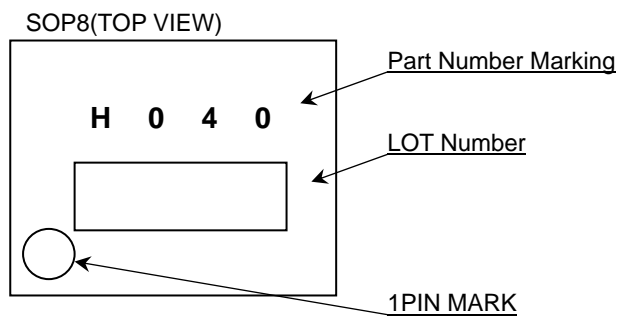 SOP8(TOP VIEW)
Part Number Marking
H 0 4 0
LOT Number
1PIN MARK